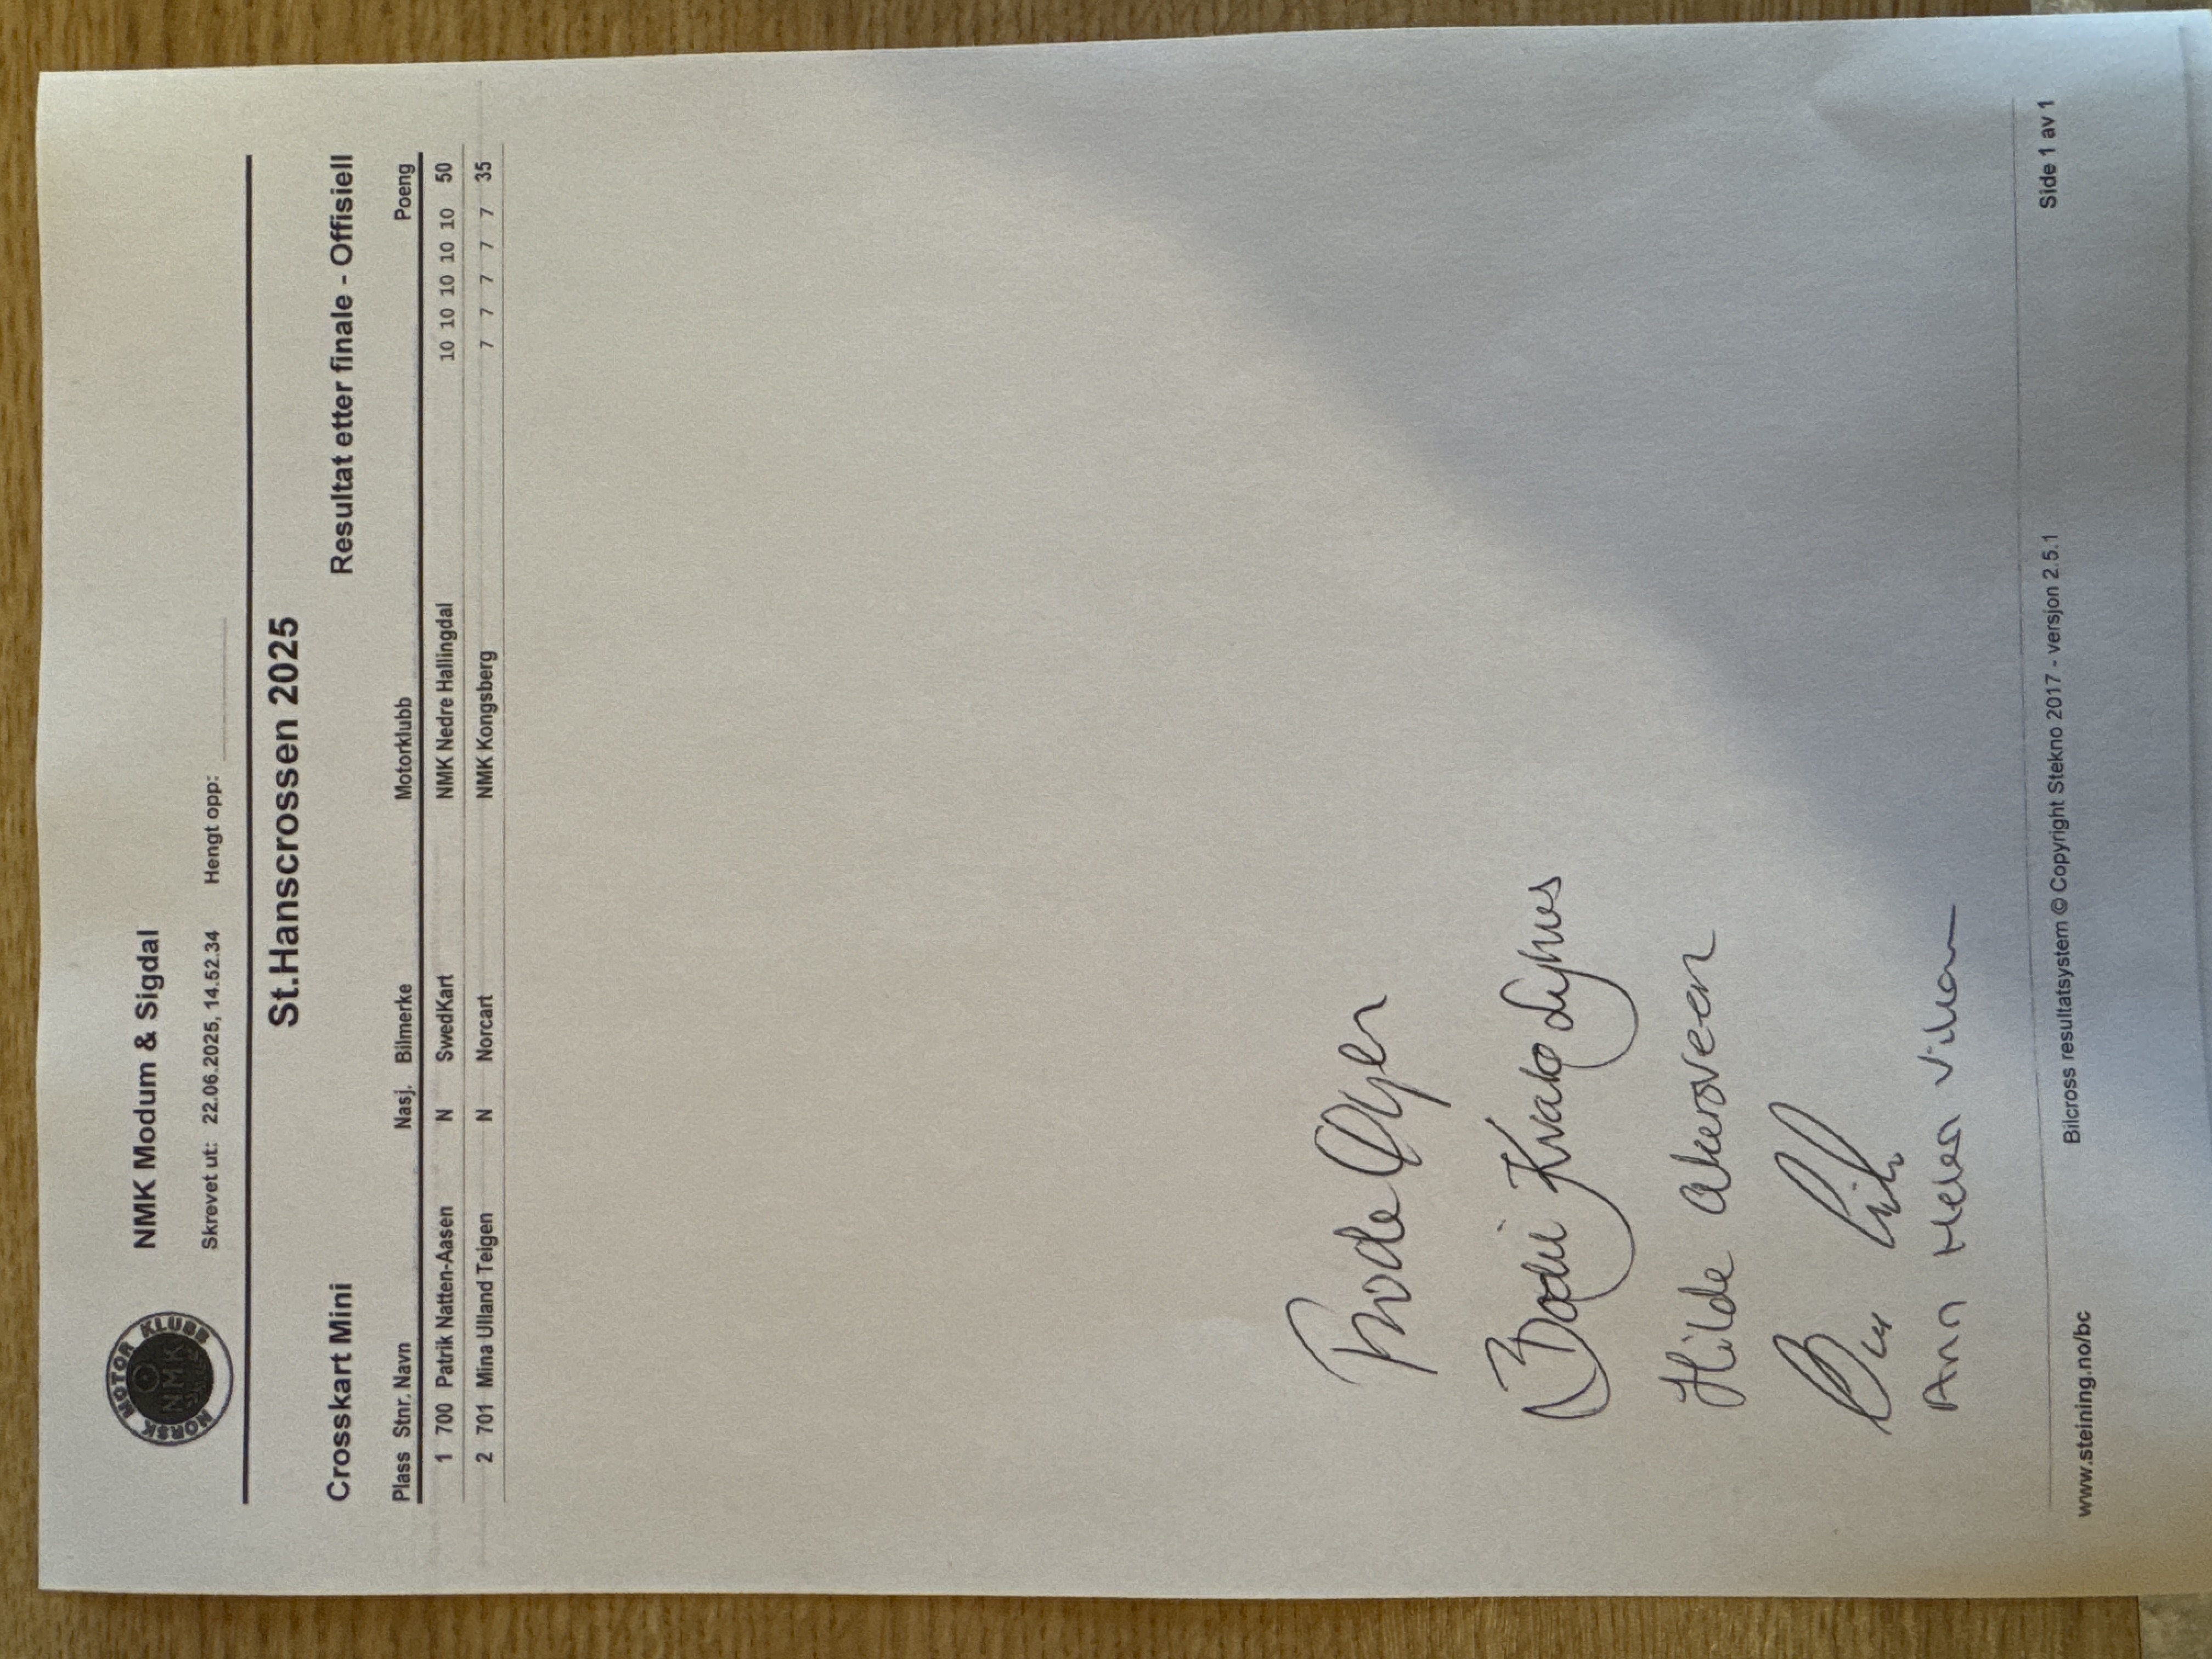 NORSK MOTOR KLUBB
NMK
NMK Modum & Sigdal
Skrevet ut: 22.06.2025, 14.52.34 Hengt opp:
St.Hanscrossen 2025
Crosskart Mini Resultat etter finale - Offisiell
Plass Stnr. Navn Nasj. Bilmerke Motorklubb Poeng
1 700 Patrik Natten-Aasen N SwedKart NMK Nedre Hallingdal 10 10 10 10 10 50
2 701 Mina Ulland Teigen N Norcart NMK Kongsberg 7 7 7 7 7 35
Frode
Bodil
Hilde
Ann
www.steining.no/bc Bilcross resultatsystem © Copyright Stekno 2017 - versjon 2.5.1 Side 1 av 1